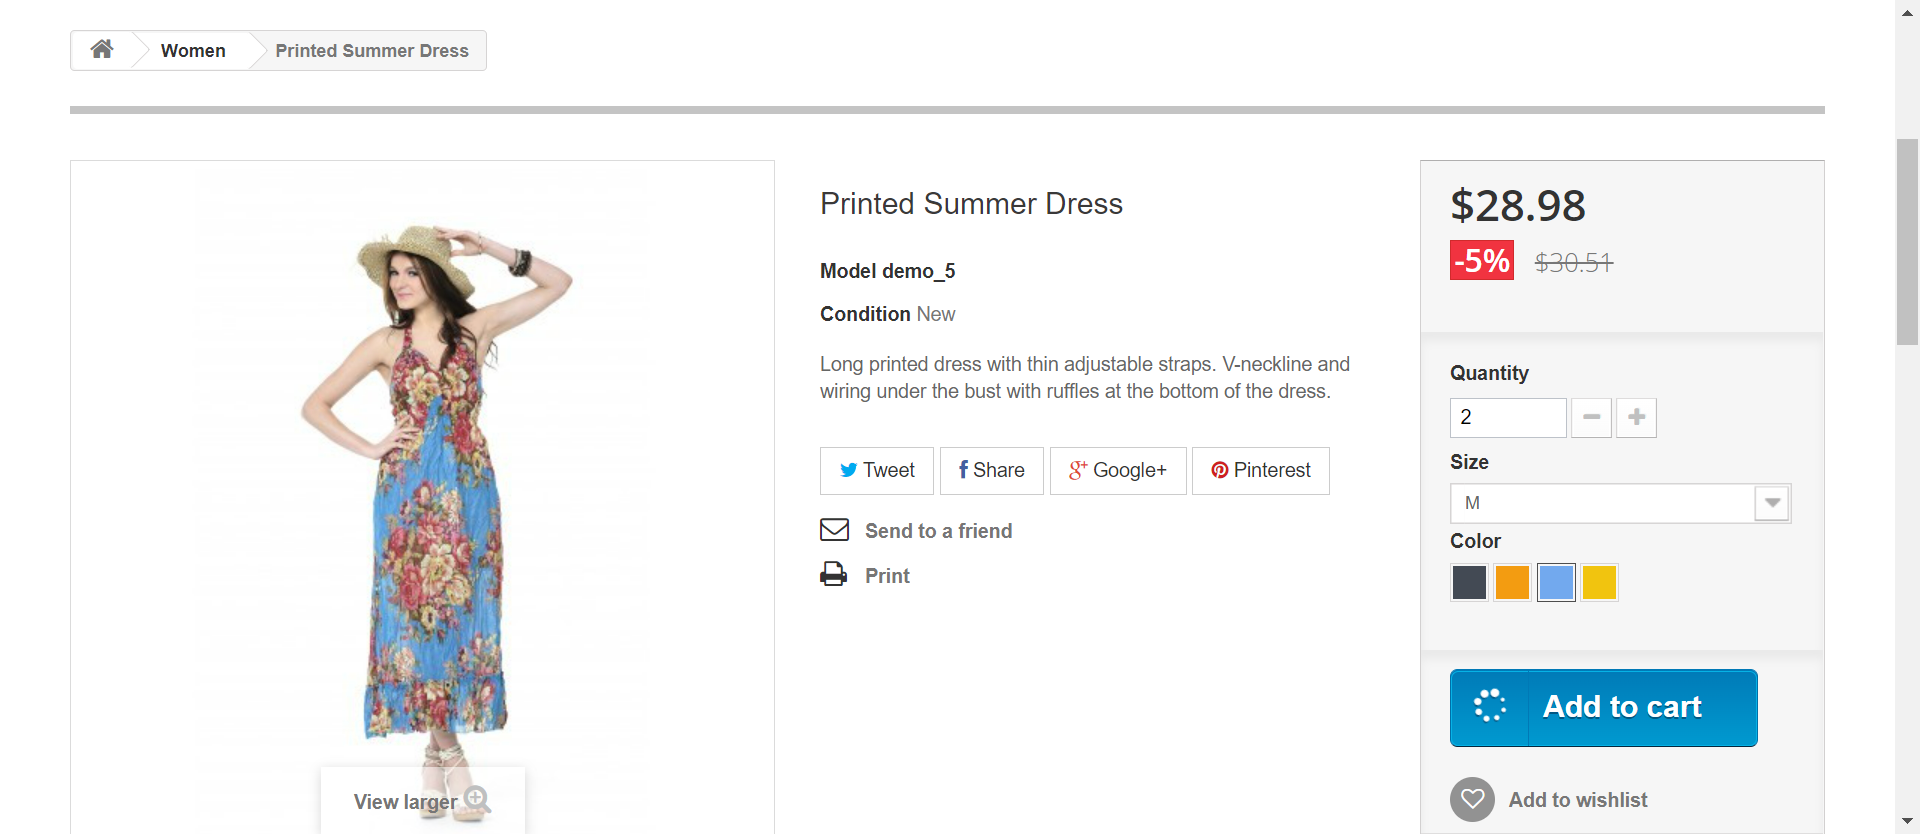 Women
Printed Summer Dress
Printed Summer Dress
Model demo_5
Condition New
Long printed dress with thin adjustable straps. V-neckline and
wiring under the bust with ruffles at the bottom of the dress.
Tweet
Share
Google+
Pinterest
Send to a friend
Print
View larger
$28.98
-5% $30.51
Quantity
2
Size
M
Color
Add to cart
Add to wishlist